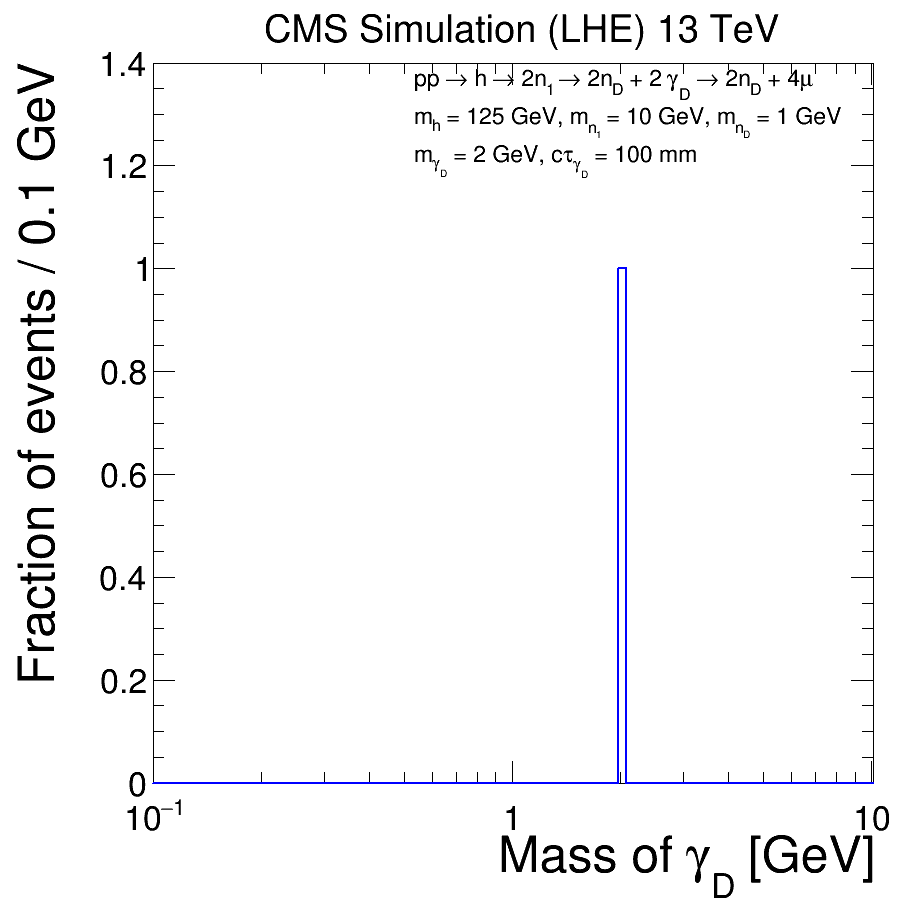 CMS Simulation (LHE) 13 TeV
pp → h → 2n₁ → 2n_D + 2 γ_D → 2n_D + 4μ
m_h = 125 GeV, m_n₁ = 10 GeV, m_n_D = 1 GeV
m_γ_D = 2 GeV, cτ_γ_D = 100 mm
Fraction of events / 0.1 GeV
1.4
1.2
1
0.8
0.6
0.4
0.2
0
10⁻¹ 1 10
Mass of γ_D [GeV]